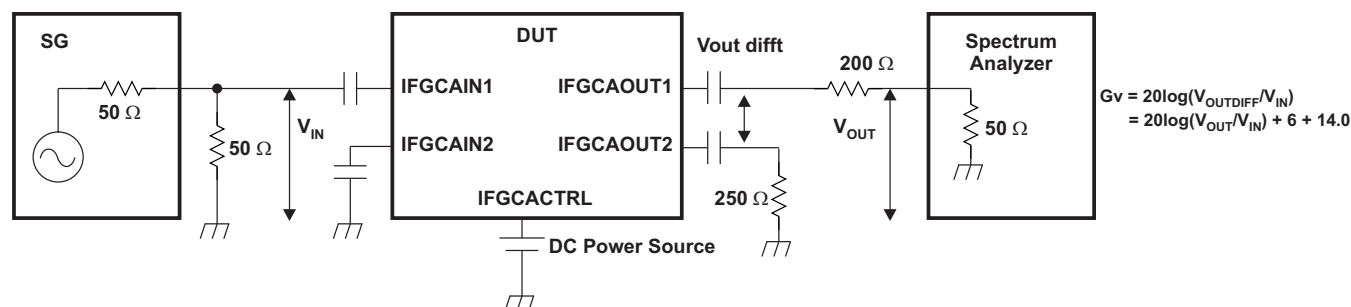 SG
50 Ω
50 Ω
V_IN
DUT
IFGCAIN1
IFGCAIN2
IFGCAOUT1
IFGCAOUT2
IFGCACTRL
DC Power Source
Vout difft
200 Ω
250 Ω
V_OUT
Spectrum
Analyzer
50 Ω
Gv = 20log(V_OUTDIFF/V_IN)
= 20log(V_OUT/V_IN) + 6 + 14.0